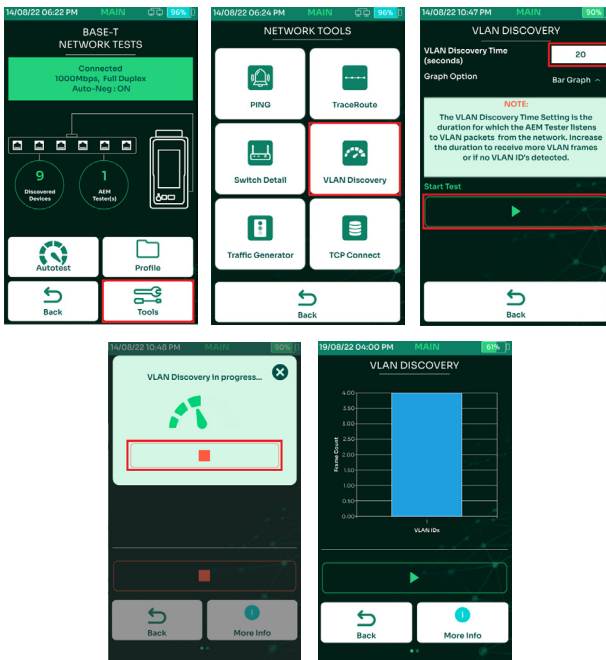 14/08/22 06:22 PM MAIN 96%
BASE-T
NETWORK TESTS
Connected
1000Mbps, Full Duplex
Auto-Neg : ON
9
Discovered
Devices
1
AEM
Tester(s)
Autotest
Profile
Back
Tools
14/08/22 06:24 PM MAIN 96%
NETWORK TOOLS
PING
TraceRoute
Switch Detail
VLAN Discovery
Traffic Generator
TCP Connect
Back
14/08/22 10:47 PM MAIN 90%
VLAN DISCOVERY
VLAN Discovery Time
(seconds)
20
Graph Option
Bar Graph
NOTE:
The VLAN Discovery Time Setting is the
duration for which the AEM Tester listens
to VLAN packets from the network. Increase
the duration to receive more VLAN frames
or if no VLAN ID's detected.
Start Test
Back
14/08/22 10:48 PM MAIN 90%
VLAN Discovery in progress...
Back
More Info
19/08/22 04:00 PM MAIN 61%
VLAN DISCOVERY
4.00
3.50
3.00
2.50
2.00
1.50
1.00
0.50
0.00
Frame Count
1
VLAN IDs
Back
More Info